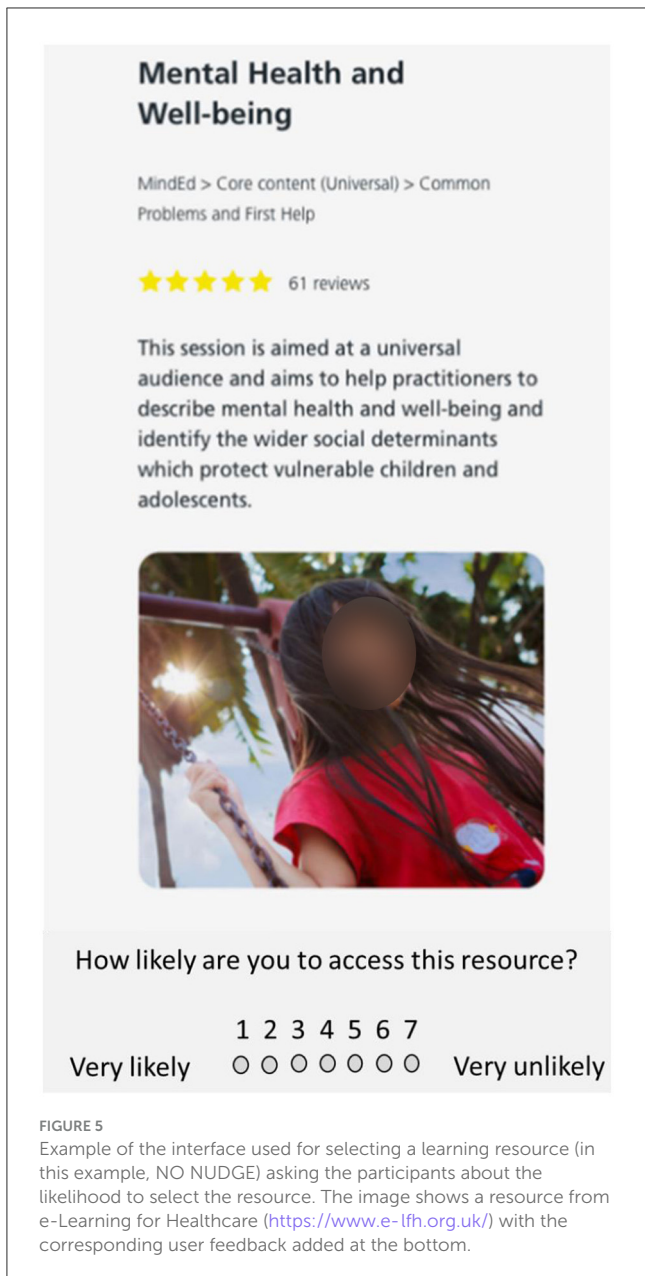 Mental Health and
Well-being
MindEd > Core content (Universal) > Common
Problems and First Help
61 reviews
This session is aimed at a universal
audience and aims to help practitioners to
describe mental health and well-being and
identify the wider social determinants
which protect vulnerable children and
adolescents.
How likely are you to access this resource?
1 2 3 4 5 6 7
Very likely Very unlikely
FIGURE 5
Example of the interface used for selecting a learning resource (in
this example, NO NUDGE) asking the participants about the
likelihood to select the resource. The image shows a resource from
e-Learning for Healthcare (https://www.e-lfh.org.uk/) with the
corresponding user feedback added at the bottom.